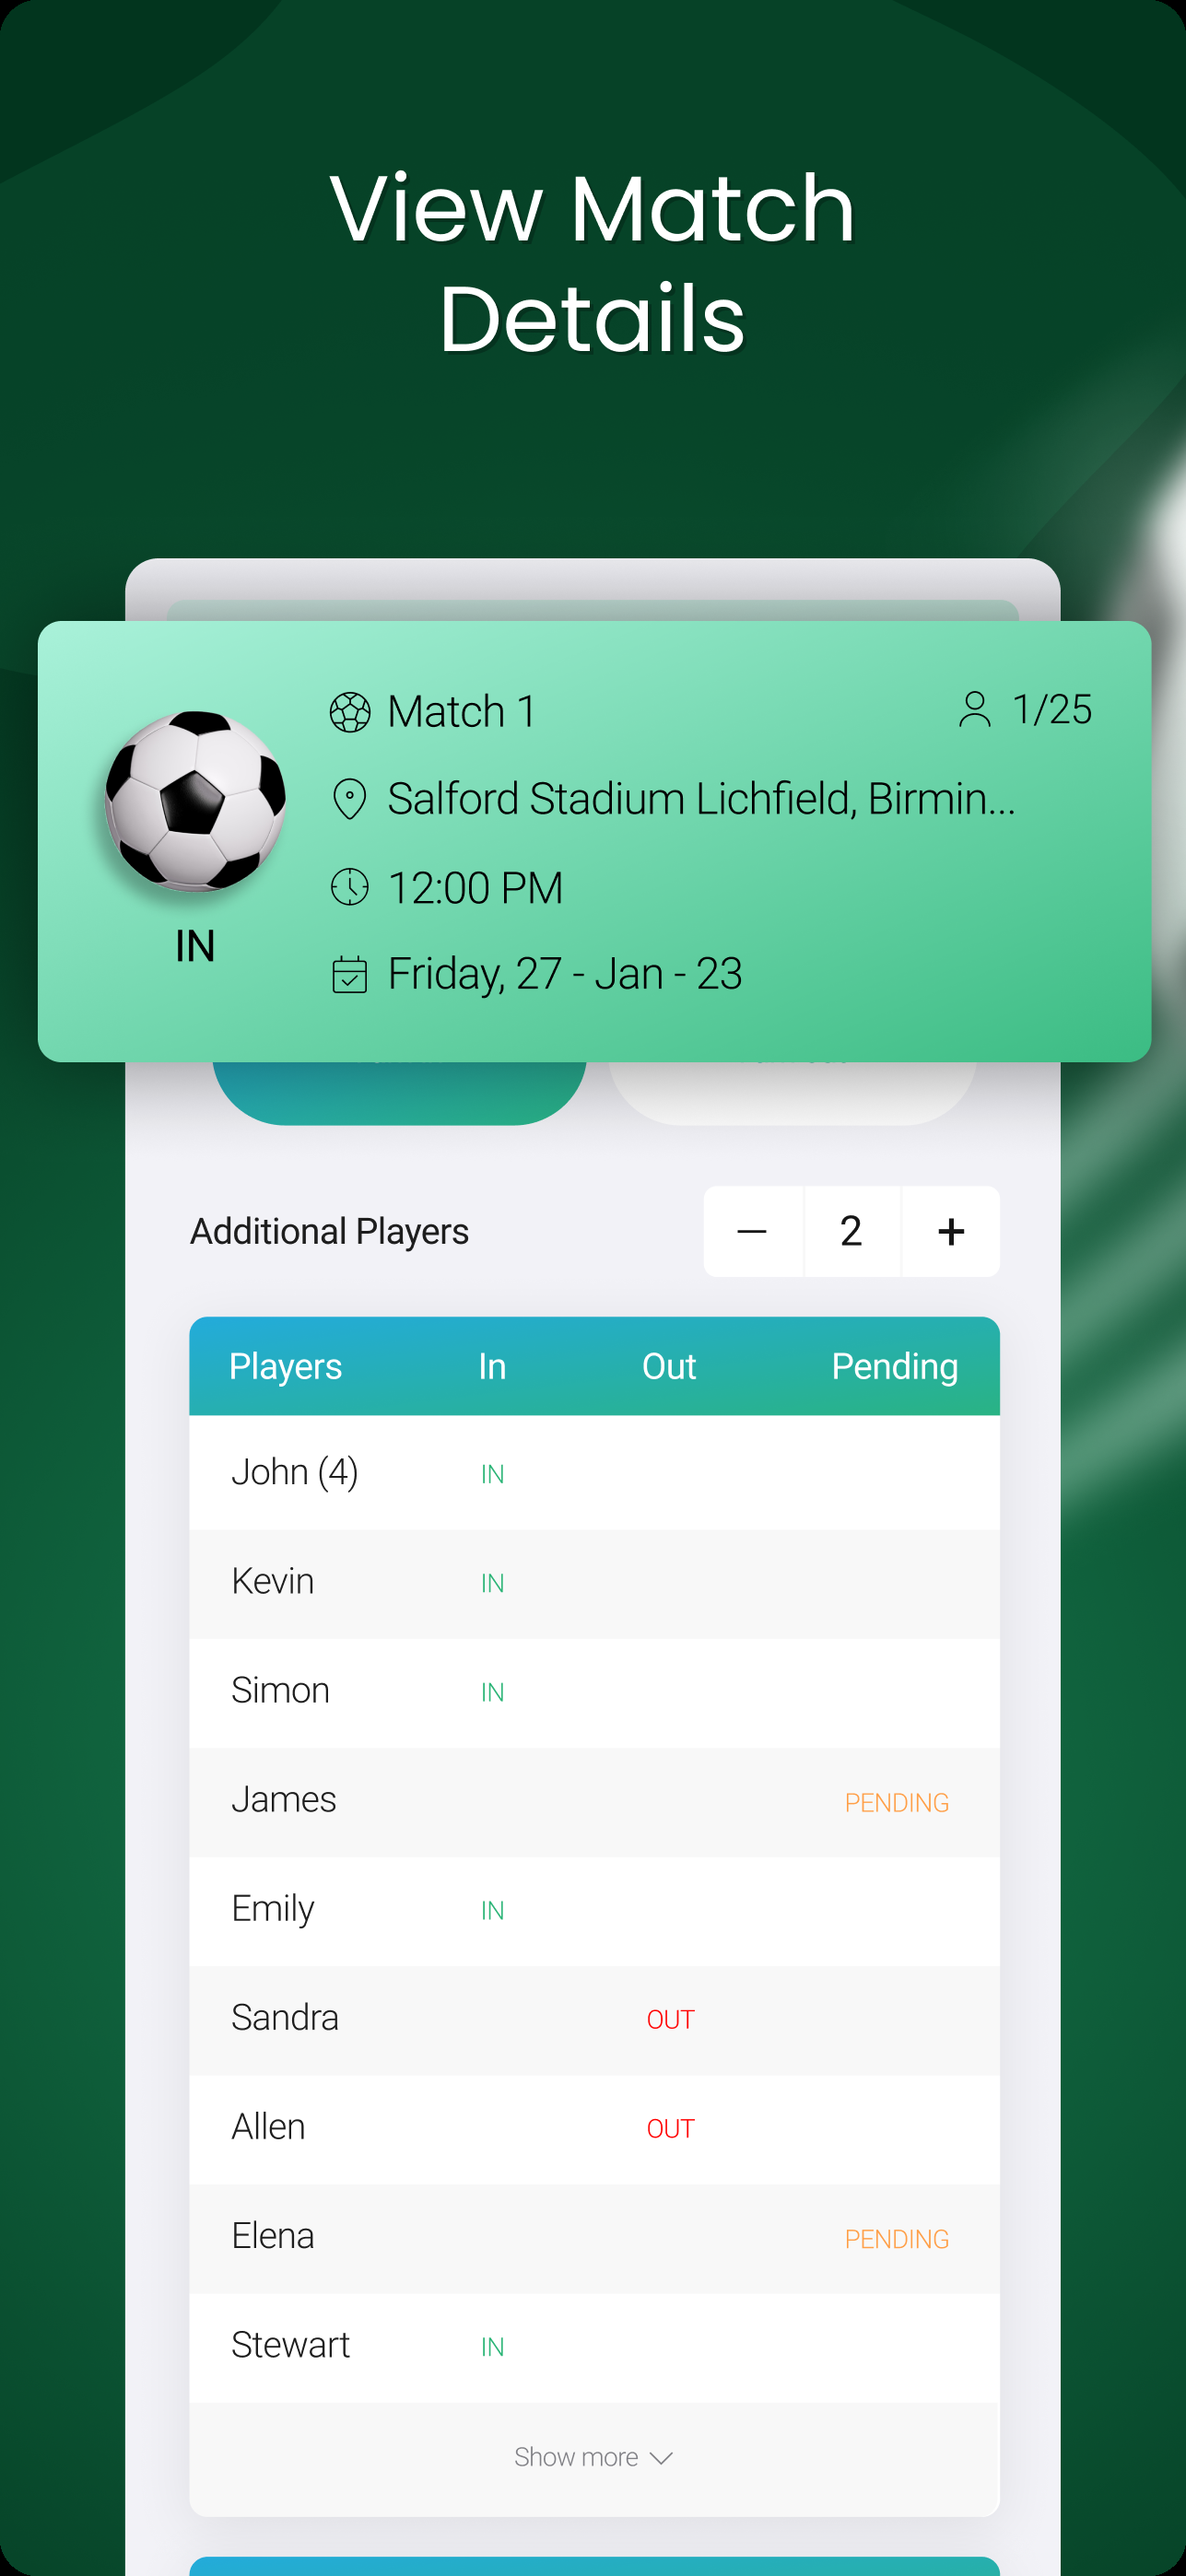 View Match
Details
Match 1
1/25
Salford Stadium Lichfield, Birmin...
12:00 PM
IN
Friday, 27 - Jan - 23
Additional Players
— 2 +
Players In Out Pending
John (4) IN
Kevin IN
Simon IN
James PENDING
Emily IN
Sandra OUT
Allen OUT
Elena PENDING
Stewart IN
Show more